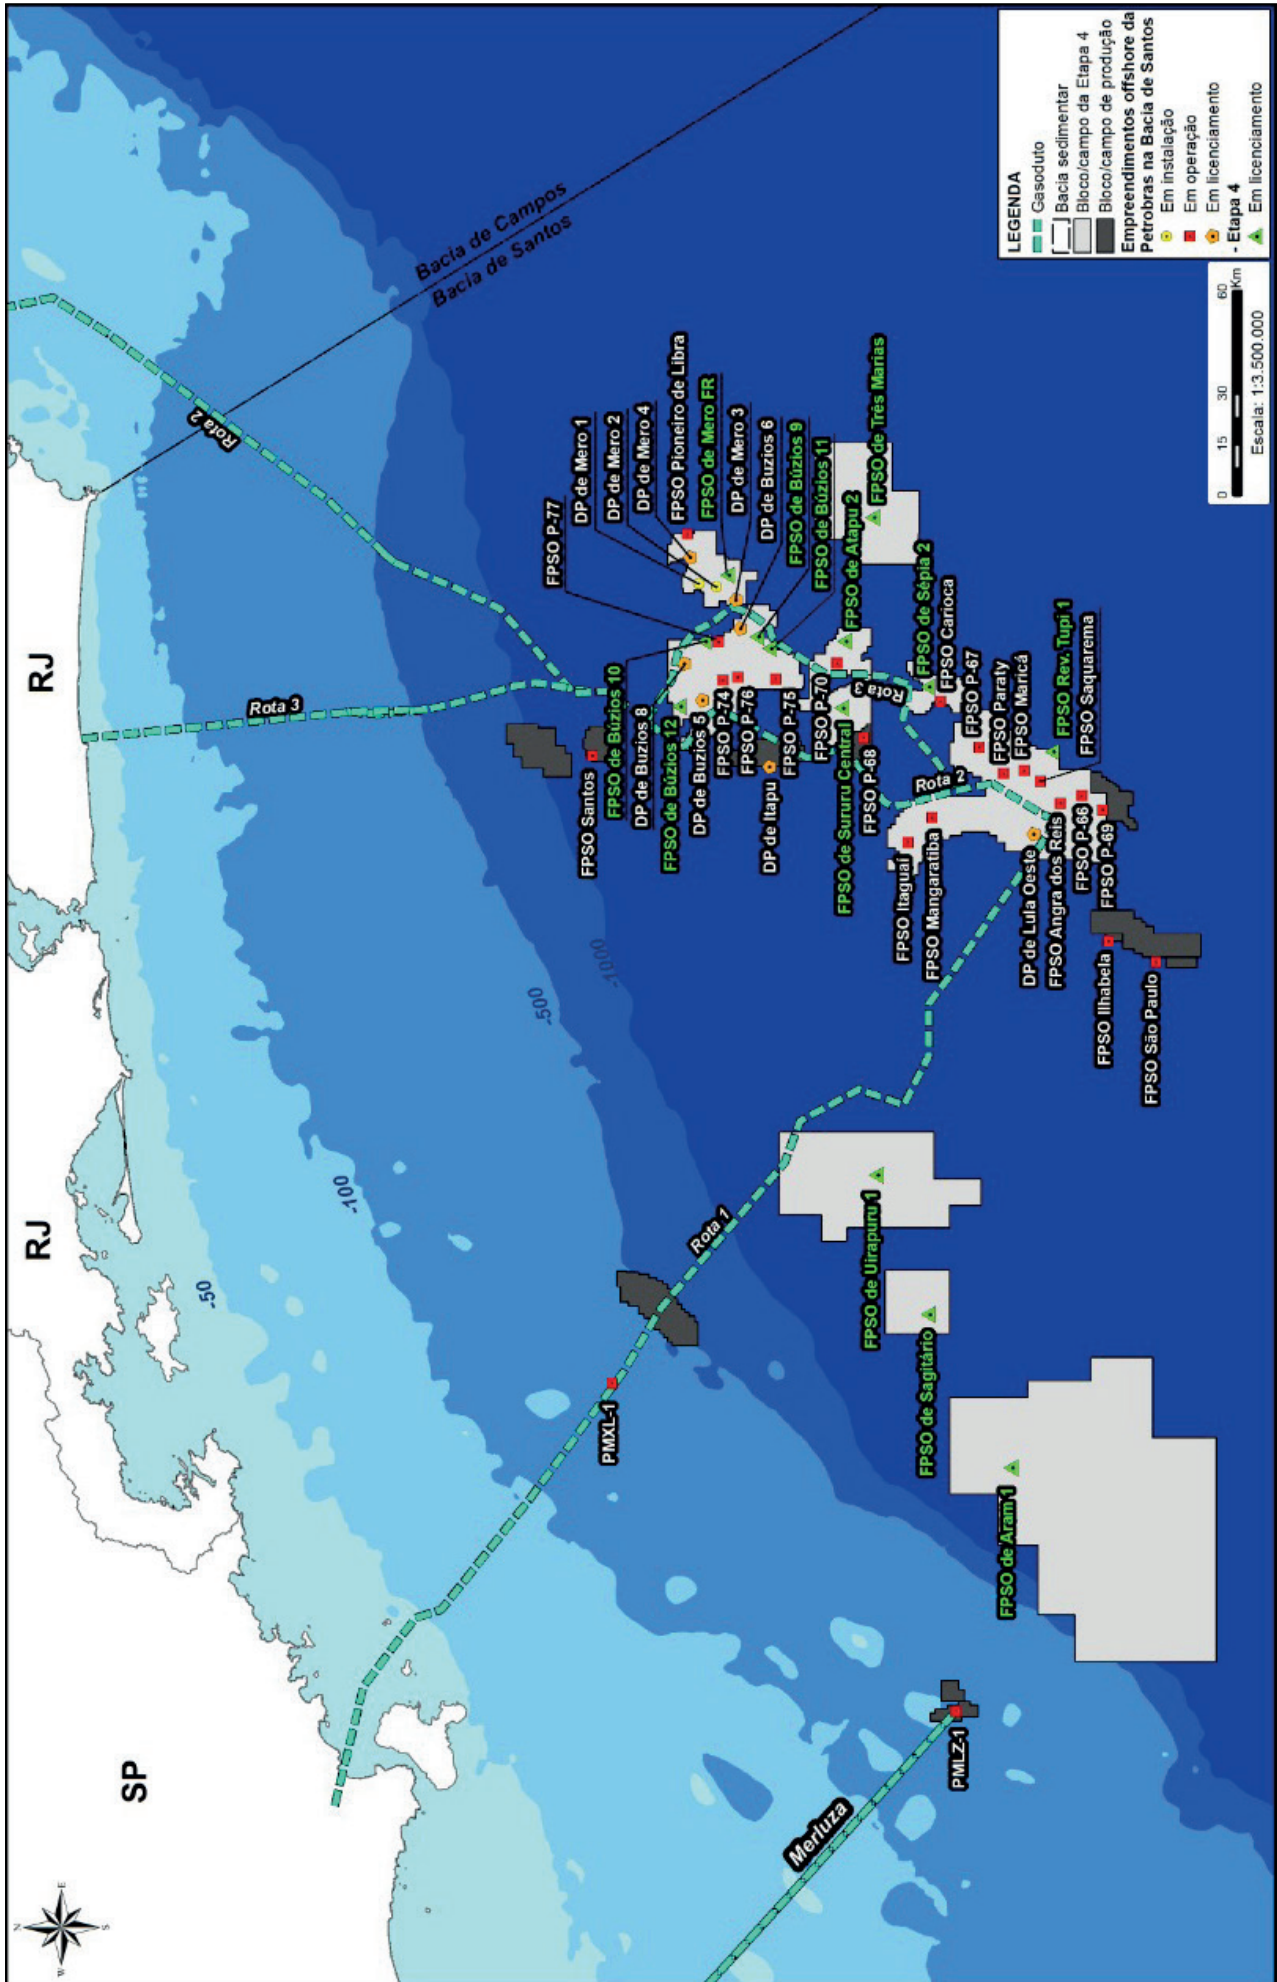 N
W
E
S
SP
RJ
RJ
-50
-100
-500
-1000
Bacia de Campos
Bacia de Santos
Rota 2
Rota 3
Rota 1
Rota 3
Rota 2
Merluza
PMXL-1
PMLZ-1
FPSO Santos
FPSO de Búzios 10
DP de Buzios 8
FPSO de Búzios 12
DP de Buzios 5
FPSO P-74
FPSO P-76
DP de Itapu
FPSO P-75
FPSO P-70
FPSO de Sururu Central
FPSO P-68
FPSO Itaguaí
FPSO Mangaratiba
DP de Lula Oeste
FPSO Angra dos Reis
FPSO P-66
FPSO P-69
FPSO Ilhabela
FPSO São Paulo
FPSO P-77
DP de Mero 1
DP de Mero 2
DP de Mero 4
FPSO Pioneiro de Libra
FPSO de Mero FR
DP de Mero 3
DP de Buzios 6
FPSO de Búzios 9
FPSO de Búzios 11
FPSO de Atapu 2
FPSO de Três Marias
FPSO de Sépia 2
FPSO Carioca
FPSO P-67
FPSO Paraty
FPSO Maricá
FPSO Rev. Tupi 1
FPSO Saquarema
FPSO de Uirapuru 1
FPSO de Sagitário
FPSO de Aram 1
LEGENDA
Gasoduto
Bacia sedimentar
Bloco/campo da Etapa 4
Bloco/campo de produção
Empreendimentos offshore da
Petrobras na Bacia de Santos
Em instalação
Em operação
Em licenciamento
- Etapa 4
Em licenciamento
0 15 30 60
Km
Escala: 1:3.500.000